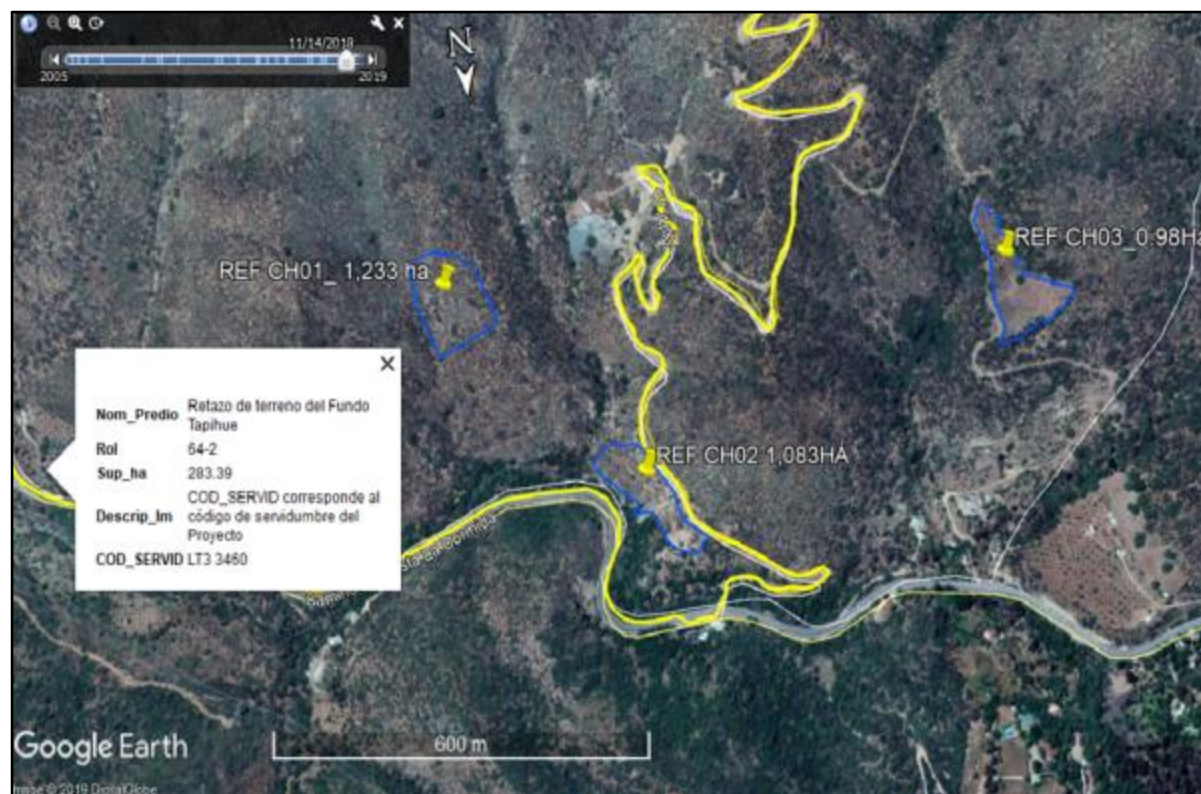 11/14/2018
2005
2019
N
REF CH01_ 1,233 ha
REF CH03_0.98Ha
REF CH02 1,083HA
Nom_Predio Retazo de terreno del Fundo
Tapihue
Rol 64-2
Sup_ha 283.39
Descrip_Im COD_SERVID corresponde al
código de servidumbre del
Proyecto
COD_SERVID LT3 3460
Google Earth
600 m
© 2019 DigitalGlobe